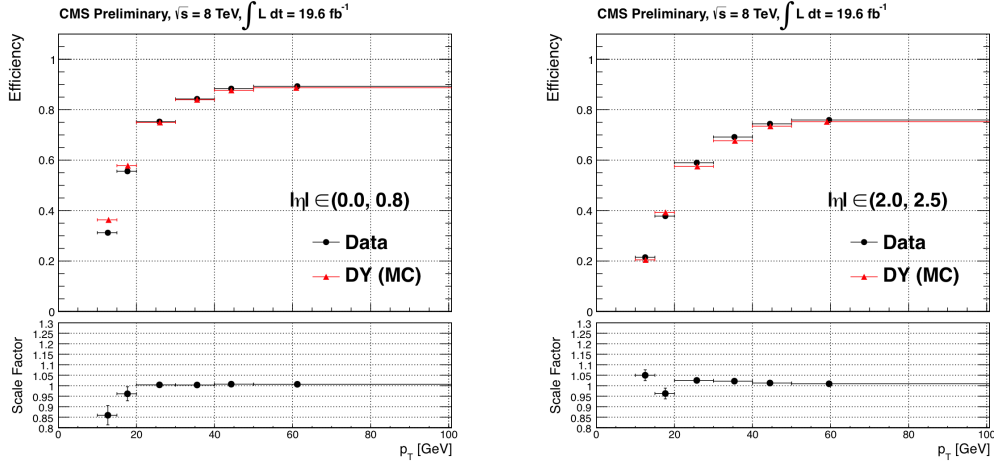 CMS Preliminary, √s = 8 TeV, ∫ L dt = 19.6 fb⁻¹
Efficiency
1
0.8
0.6
0.4
0.2
0
|η| ∈(0.0, 0.8)
Data
DY (MC)
Scale Factor
1.3
1.25
1.2
1.15
1.1
1.05
1
0.95
0.9
0.85
0.8
0 20 40 60 80 100
p_T [GeV]
CMS Preliminary, √s = 8 TeV, ∫ L dt = 19.6 fb⁻¹
Efficiency
1
0.8
0.6
0.4
0.2
0
|η| ∈(2.0, 2.5)
Data
DY (MC)
Scale Factor
1.3
1.25
1.2
1.15
1.1
1.05
1
0.95
0.9
0.85
0.8
0 20 40 60 80 100
p_T [GeV]